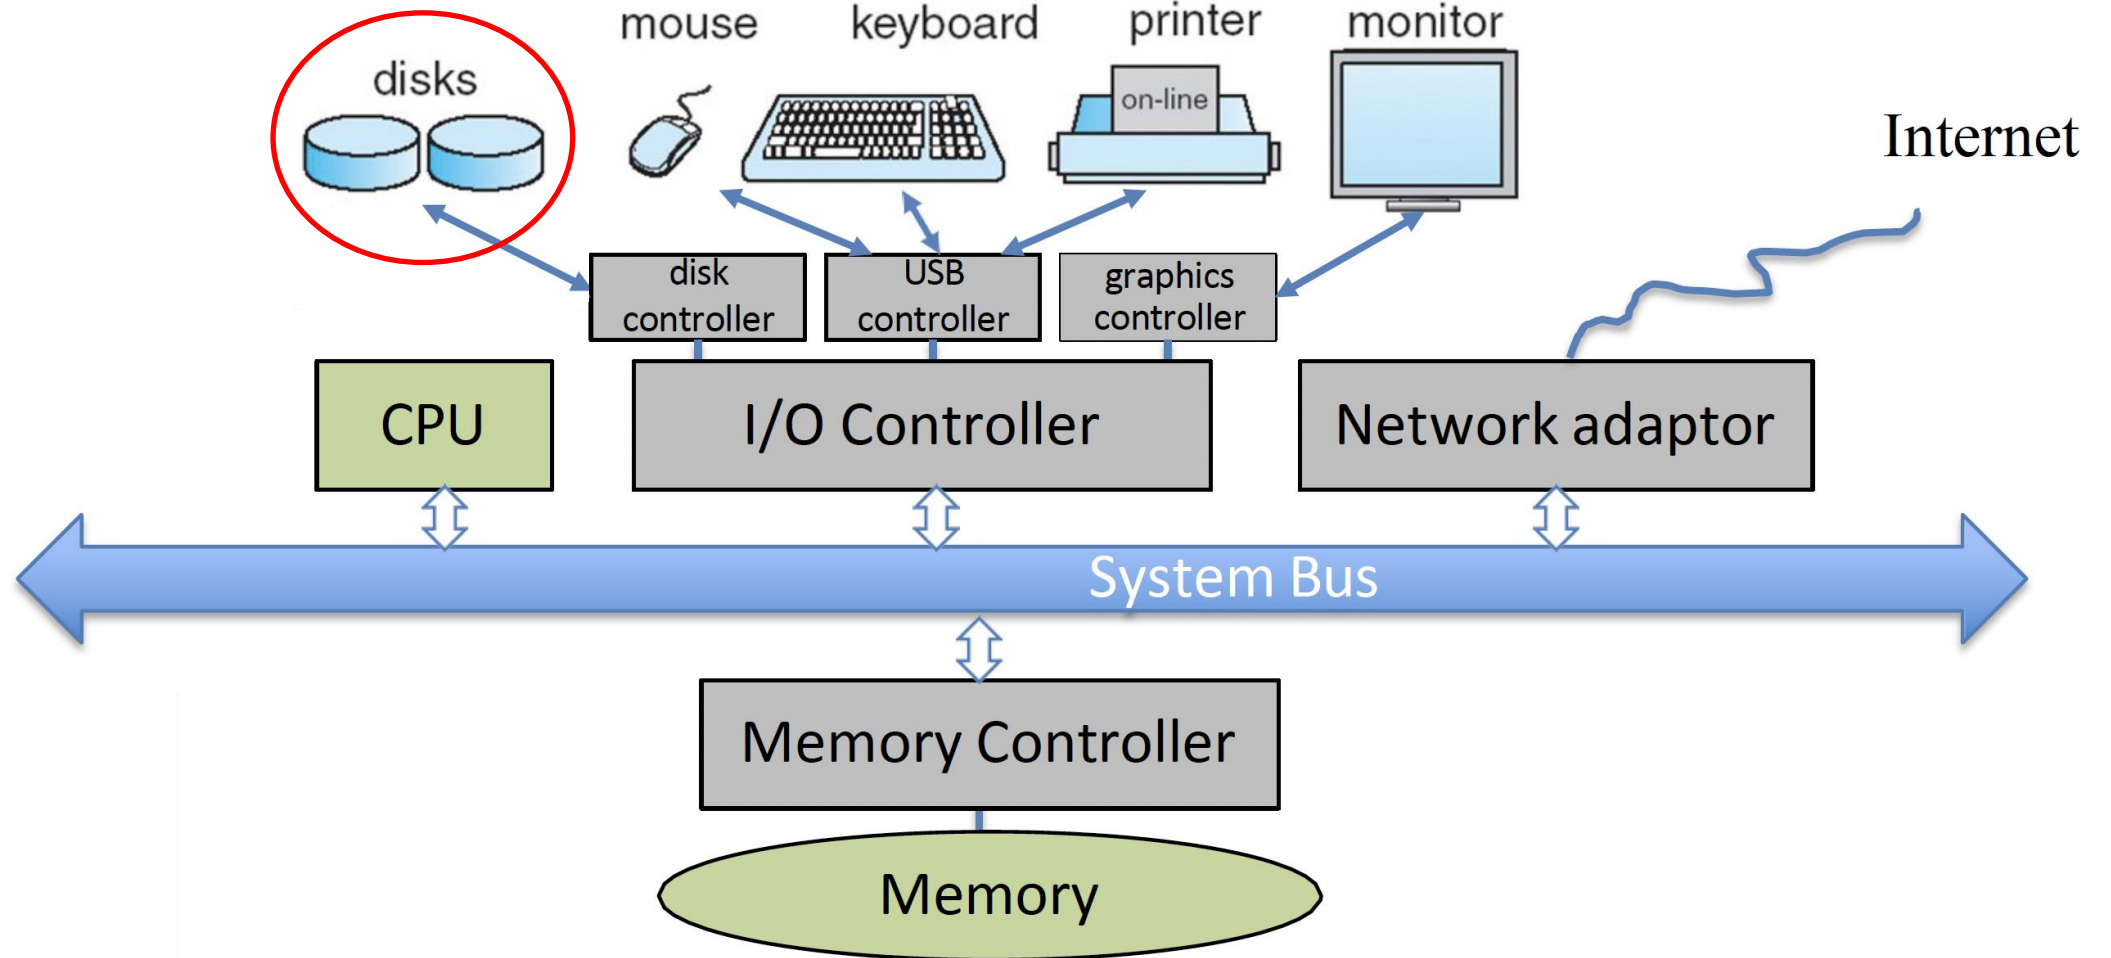 mouse
keyboard
printer
monitor
disks
on-line
Internet
disk
controller
USB
controller
graphics
controller
CPU
I/O Controller
Network adaptor
System Bus
Memory Controller
Memory